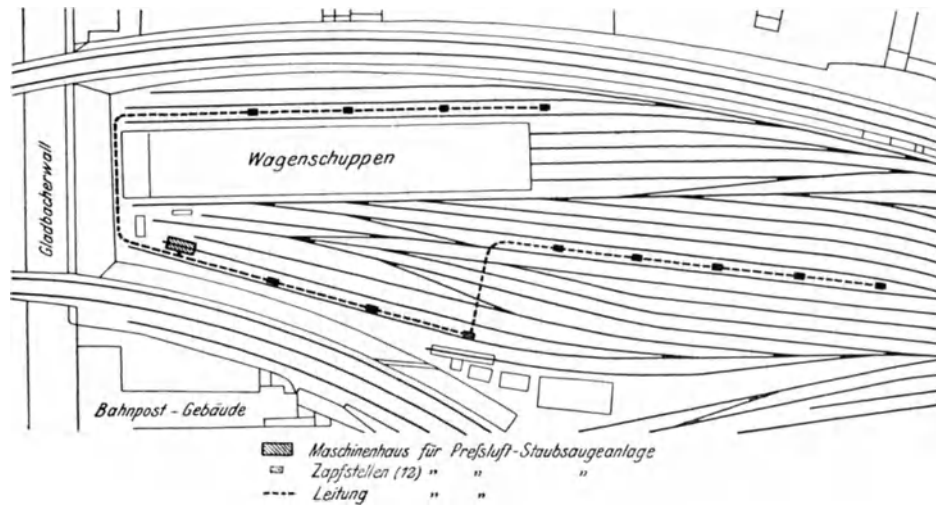 Wagenschuppen
Gladbacherwall
Bahnpost - Gebäude
Maschinenhaus für Preßluft-Staubsaugeanlage
Zapfstellen (12) " " "
Leitung " "